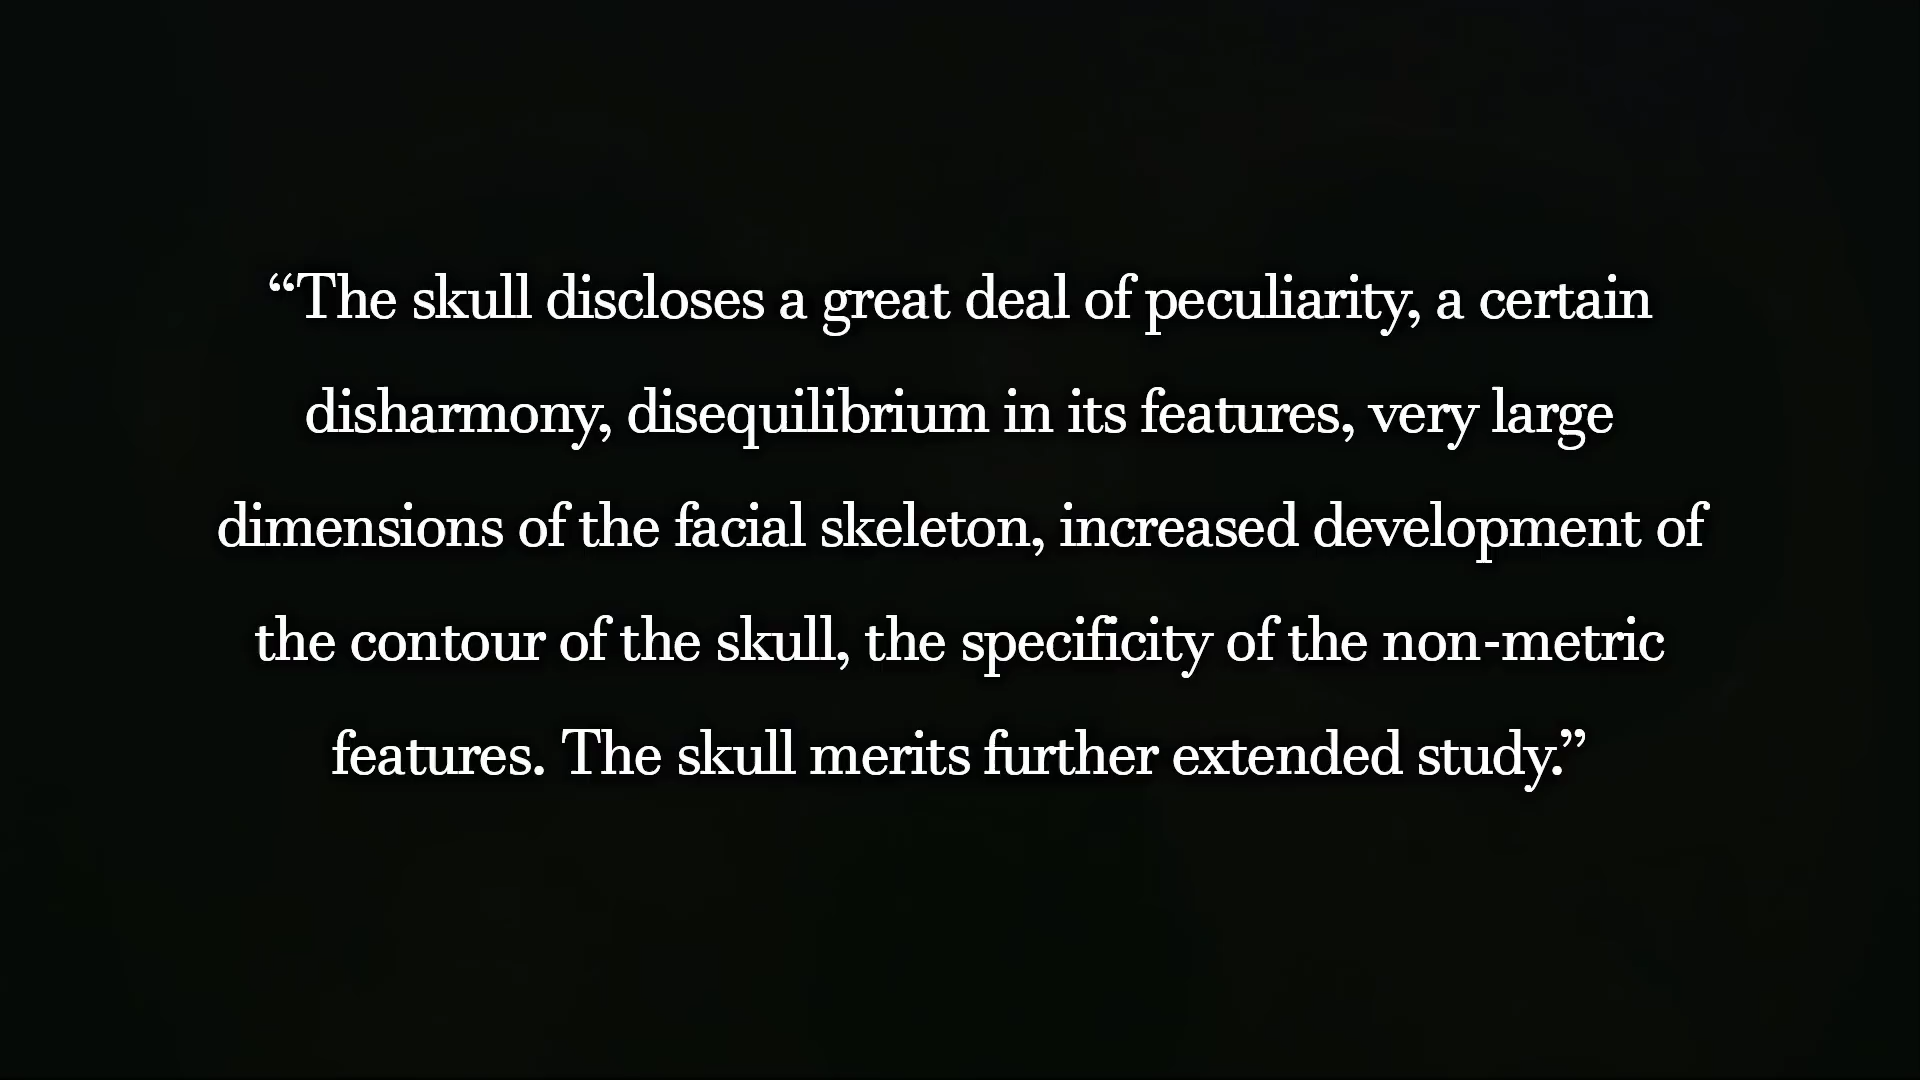 “The skull discloses a great deal of peculiarity, a certain
disharmony, disequilibrium in its features, very large
dimensions of the facial skeleton, increased development of
the contour of the skull, the specificity of the non-metric
features. The skull merits further extended study.”